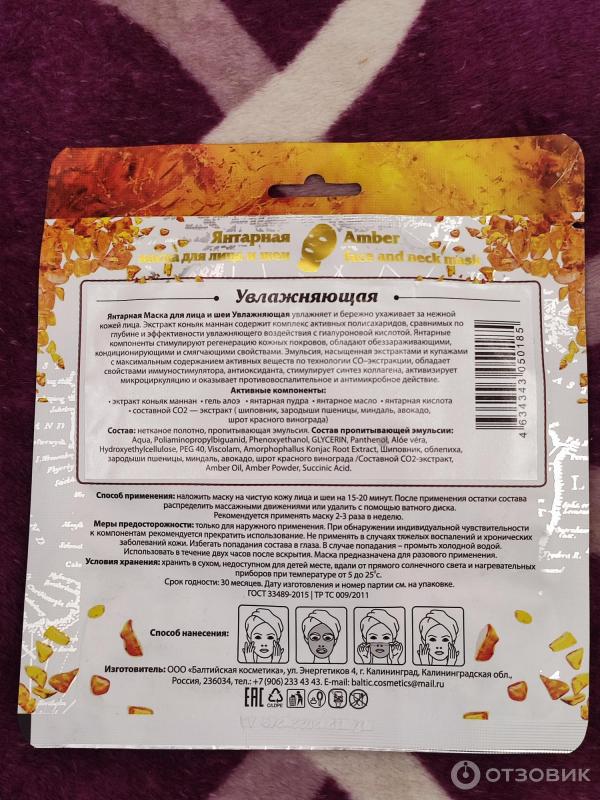 Янтарная
маска для лица и шеи
Amber
face and neck mask
Увлажняющая
Янтарная Маска для лица и шеи Увлажняющая увлажняет и бережно ухаживает за нежной
кожей лица. Экстракт коньяк маннан содержит комплекс активных полисахаридов, сравнимых по
глубине и эффективности увлажняющего воздействия с гиалуроновой кислотой. Янтарные
компоненты стимулируют регенерацию кожных покровов, обладают обеззараживающими,
кондиционирующими и смягчающими свойствами. Эмульсия, насыщенная экстрактами и купажами
с максимальным содержанием активных веществ по технологии СО-экстракции, обладает
свойствами иммуностимулятора, антиоксиданта, стимулирует синтез коллагена, активизирует
микроциркуляцию и оказывает противовоспалительное и антимикробное действие.
Активные компоненты:
• эктракт коньяк маннан • гель алоэ • янтарная пудра • янтарное масло • янтарная кислота
• составной СО2 — экстракт ( шиповник, зародыши пшеницы, миндаль, авокадо,
шрот красного винограда)
Состав: нетканое полотно, пропитывающая эмульсия. Состав пропитывающей эмульсии:
Aqua, Poliaminopropylbiguanid, Phenoxyethanol, GLYCERIN, Panthenol, Alóe véra,
Hydroxyethylcellulose, PEG 40, Viscolam, Amorphophallus Konjac Root Extract, Шиповник, облепиха,
зародыши пшеницы, миндаль, авокадо, шрот красного винограда /Составной СО2-экстракт,
Amber Oil, Amber Powder, Succinic Acid.
4 634343 050185
Способ применения: наложить маску на чистую кожу лица и шеи на 15-20 минут. После применения остатки состава
распределить массажными движениями или удалить с помощью ватного диска.
Рекомендуется применять маску 2-3 раза в неделю.
Меры предосторожности: только для наружного применения. При обнаружении индивидуальной чувствительности
к компонентам рекомендуется прекратить использование. Не применять в случаях тяжелых воспалений и хронических
заболеваний кожи. Избегать попадания состава в глаза. В случае попадания – промыть холодной водой.
Использовать в течение двух часов после вскрытия. Маска предназначена для разового применения.
Условия хранения: хранить в сухом, недоступном для детей месте, вдали от прямого солнечного света и нагревательных
приборов при температуре от 5 до 25°с.
Срок годности: 30 месяцев. Дату изготовления и номер партии см. на упаковке.
ГОСТ 33489-2015 | ТР ТС 009/2011
Способ нанесения:
Изготовитель: ООО «Балтийская косметика», ул. Энергетиков 4, г. Калининград, Калининградская обл.,
Россия, 236034, тел.: +7 (906) 233 43 43. E-mail: baltic.cosmetics@mail.ru
EAC
C/LDPE
ОТЗОВИК